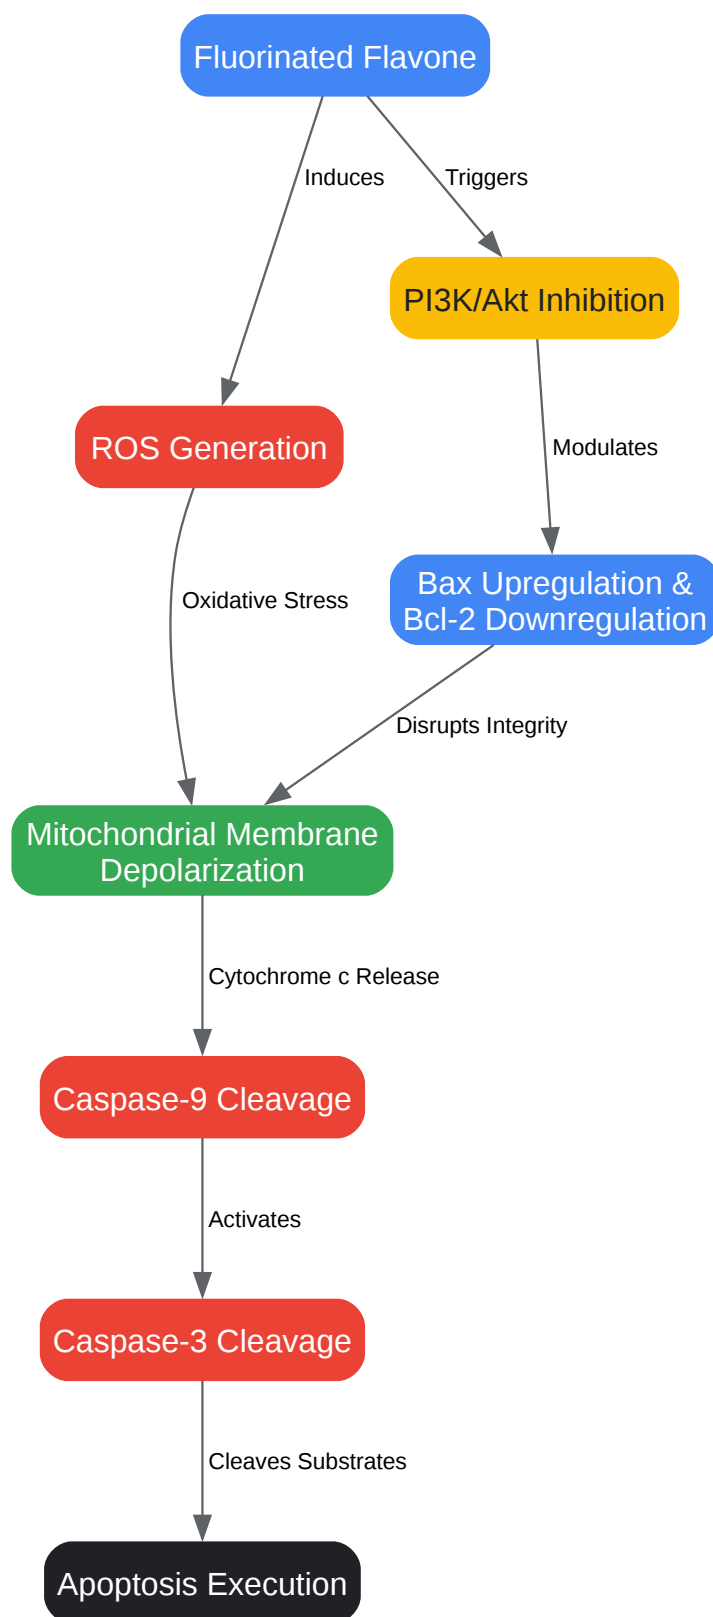 Fluorinated Flavone
Induces
Triggers
PI3K/Akt Inhibition
ROS Generation
Modulates
Oxidative Stress
Bax Upregulation &
Bcl-2 Downregulation
Disrupts Integrity
Mitochondrial Membrane
Depolarization
Cytochrome c Release
Caspase-9 Cleavage
Activates
Caspase-3 Cleavage
Cleaves Substrates
Apoptosis Execution